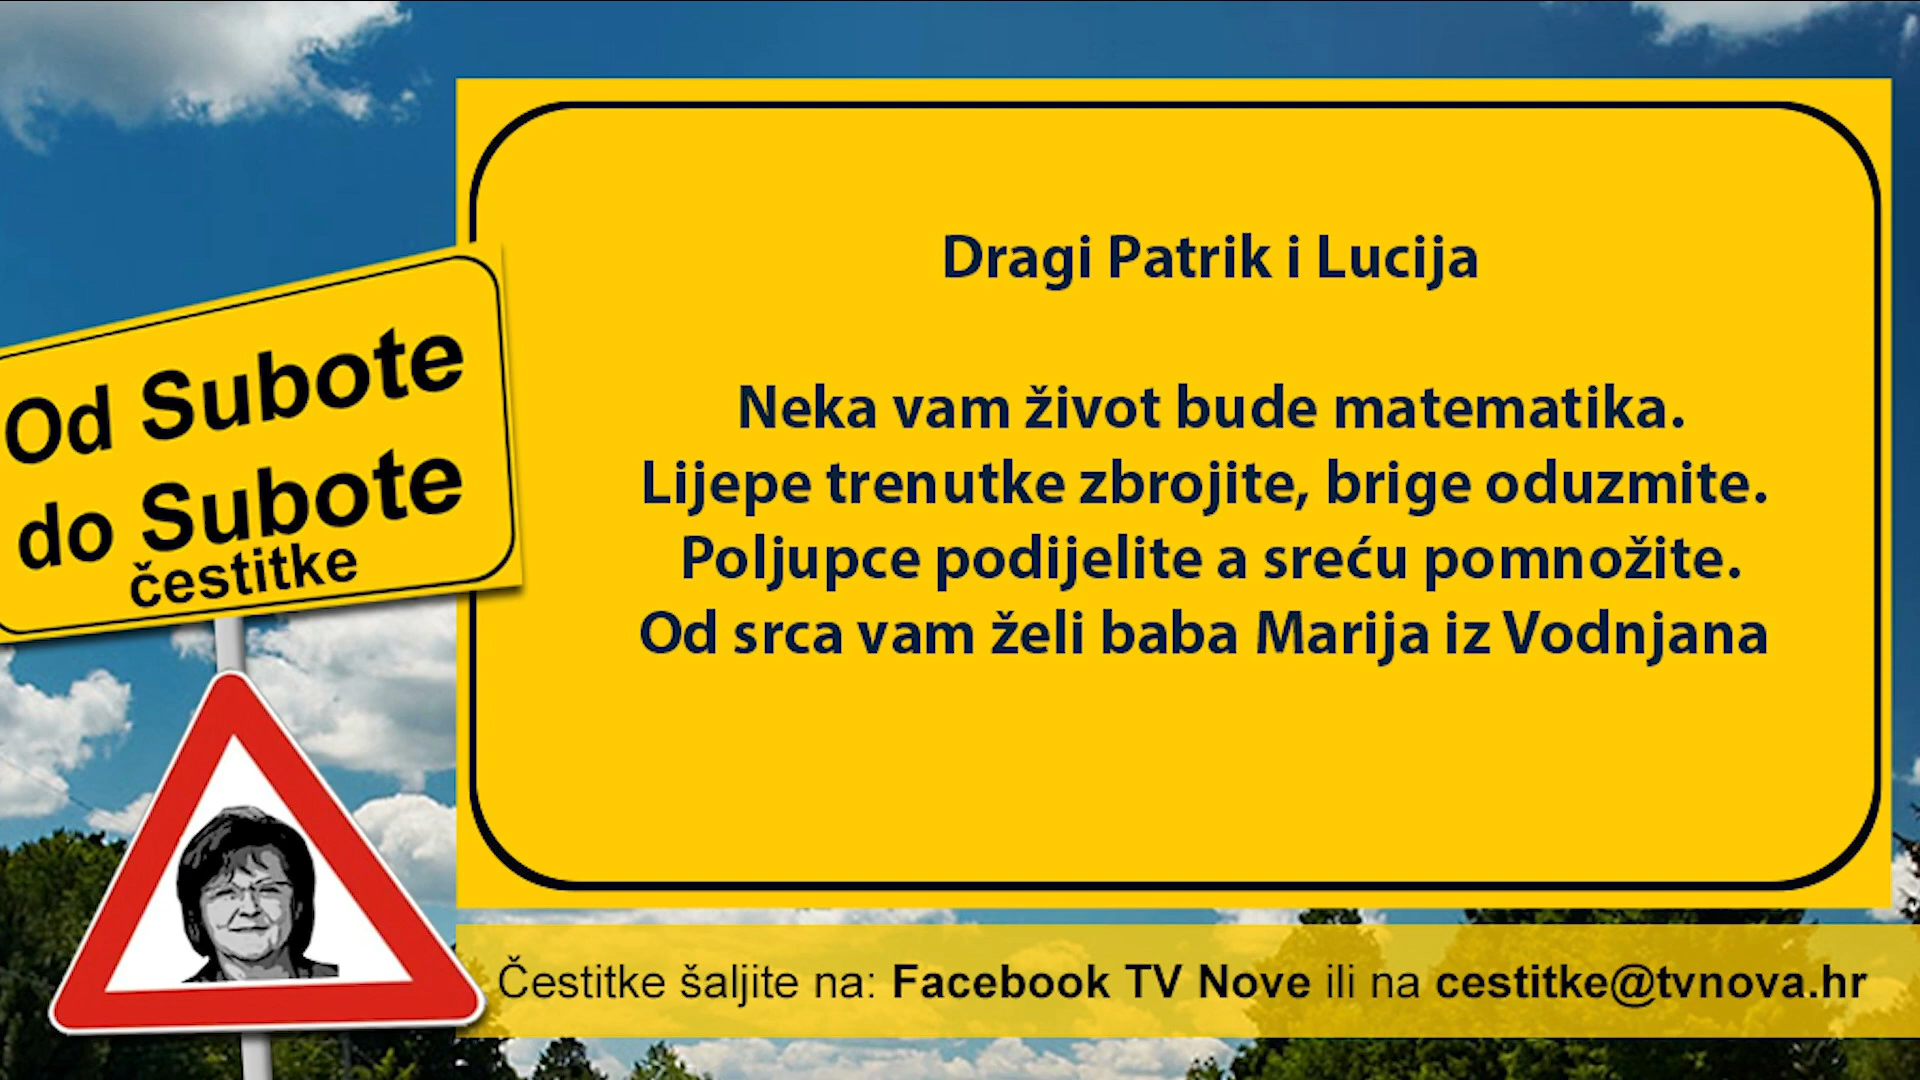 Od Subote
do Subote
čestitke
Dragi Patrik i Lucija
Neka vam život bude matematika.
Lijepe trenutke zbrojite, brige oduzmite.
Poljupce podijelite a sreću pomnožite.
Od srca vam želi baba Marija iz Vodnjana
Čestitke šaljite na: Facebook TV Nove ili na cestitke@tvnova.hr